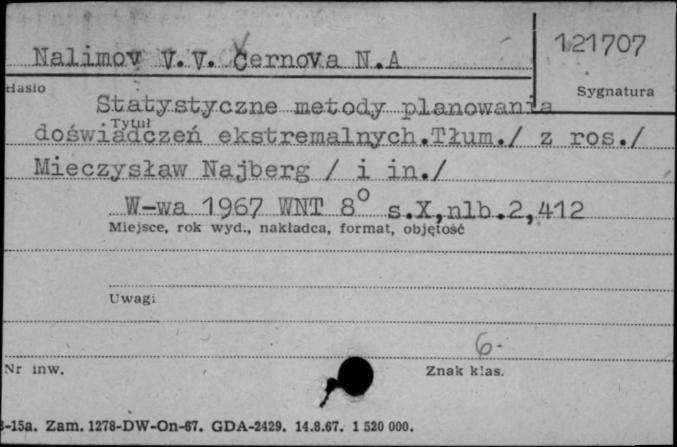 Nalimov V.V. Černova N.A
121707
Hasło
Sygnatura
Statystyczne metody planowania
Tytuł
doświadczeń ekstremalnych.Tłum./ z ros./
Mieczysław Najberg / i in./
W-wa 1967 WNT 8° s.X,nlb.2,412
Miejsce, rok wyd., nakładca, format, objętość
Uwagi
6.
Nr inw.
Znak klas.
-15a. Zam. 1278-DW-On-67. GDA-2429. 14.8.67. 1 520 000.